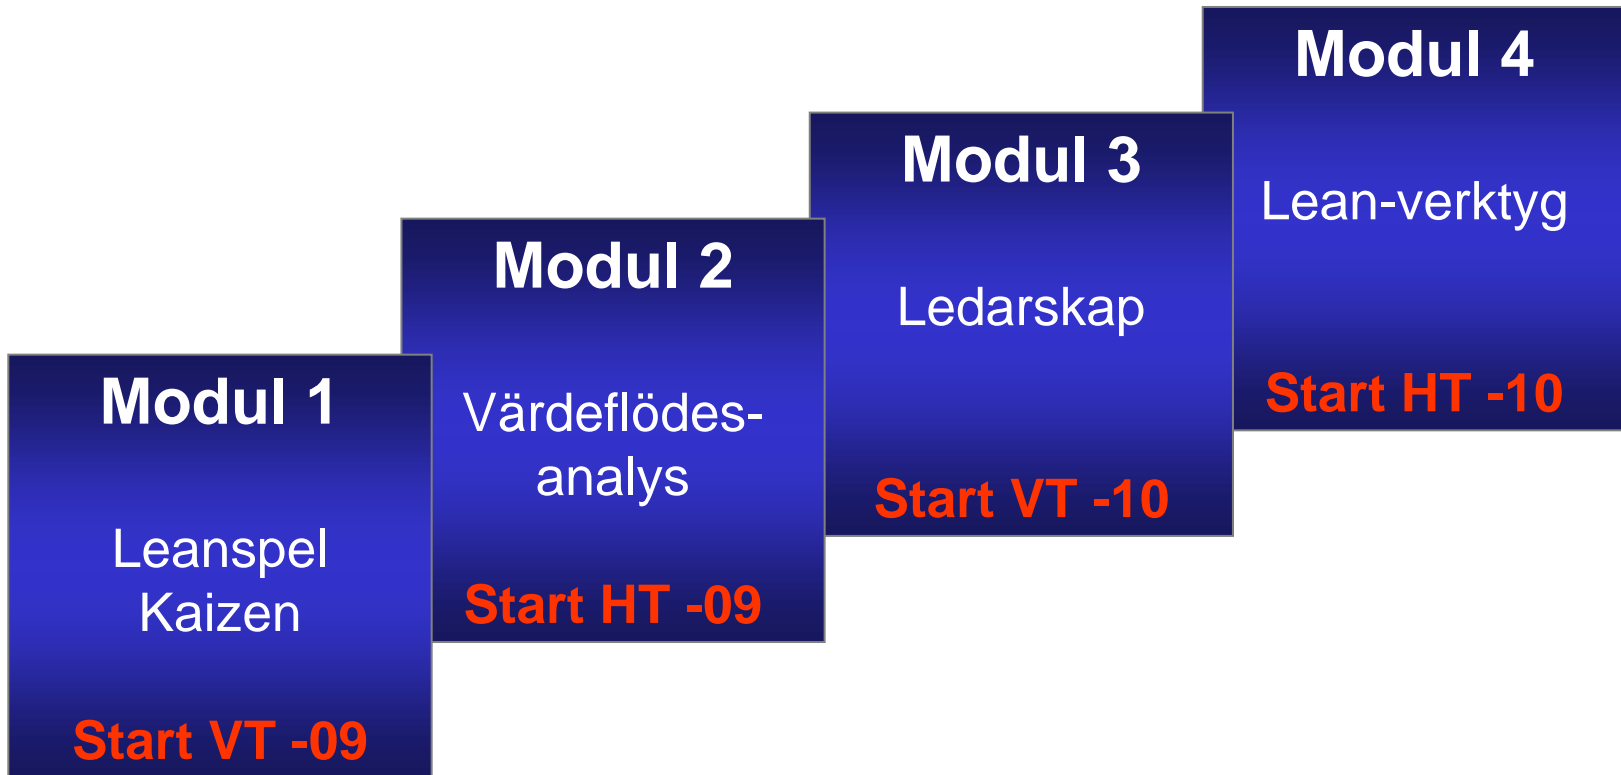 Modul 1
Leanspel
Kaizen
Start VT -09
Modul 2
Värdeflödes-
analys
Start HT -09
Modul 3
Ledarskap
Start VT -10
Modul 4
Lean-verktyg
Start HT -10